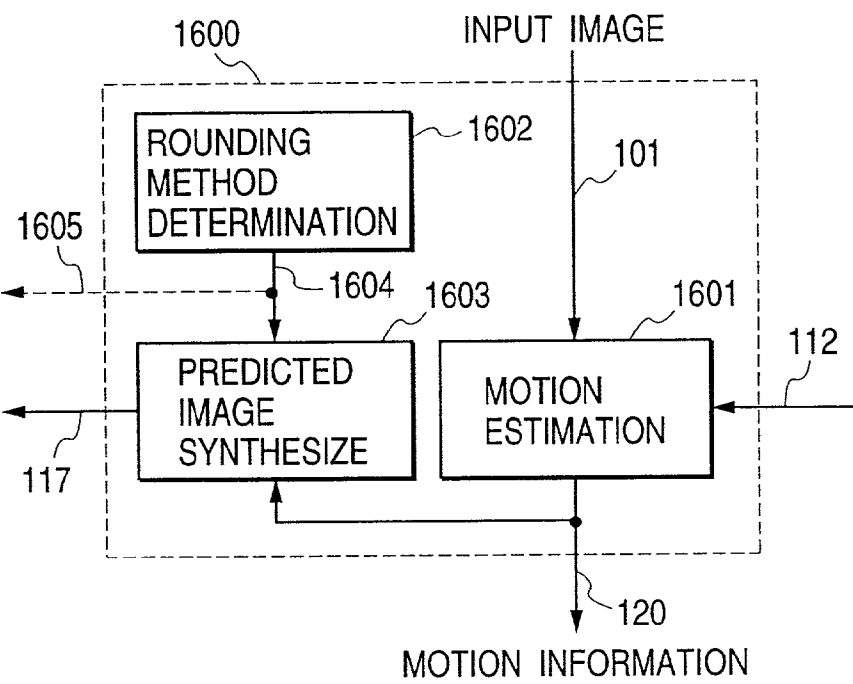 1600
INPUT IMAGE
ROUNDING
METHOD
DETERMINATION
1602
101
1605
1604
1603
1601
112
PREDICTED
IMAGE
SYNTHESIZE
MOTION
ESTIMATION
117
120
MOTION INFORMATION